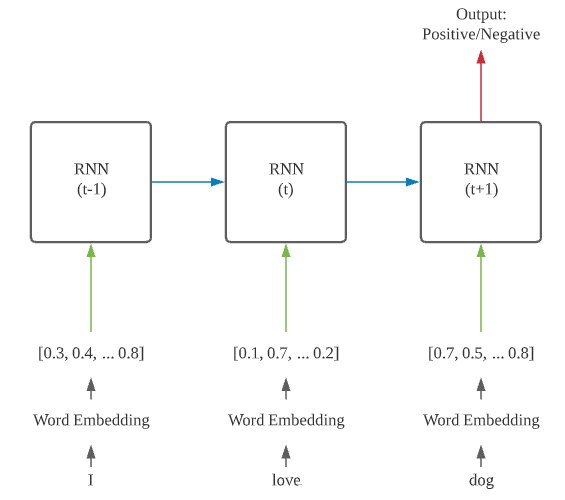 Output:
Positive/Negative
RNN
(t-1)
RNN
(t)
RNN
(t+1)
[0.3, 0.4, ... 0.8]
[0.1, 0.7, ... 0.2]
[0.7, 0.5, ... 0.8]
Word Embedding
Word Embedding
Word Embedding
I
love
dog